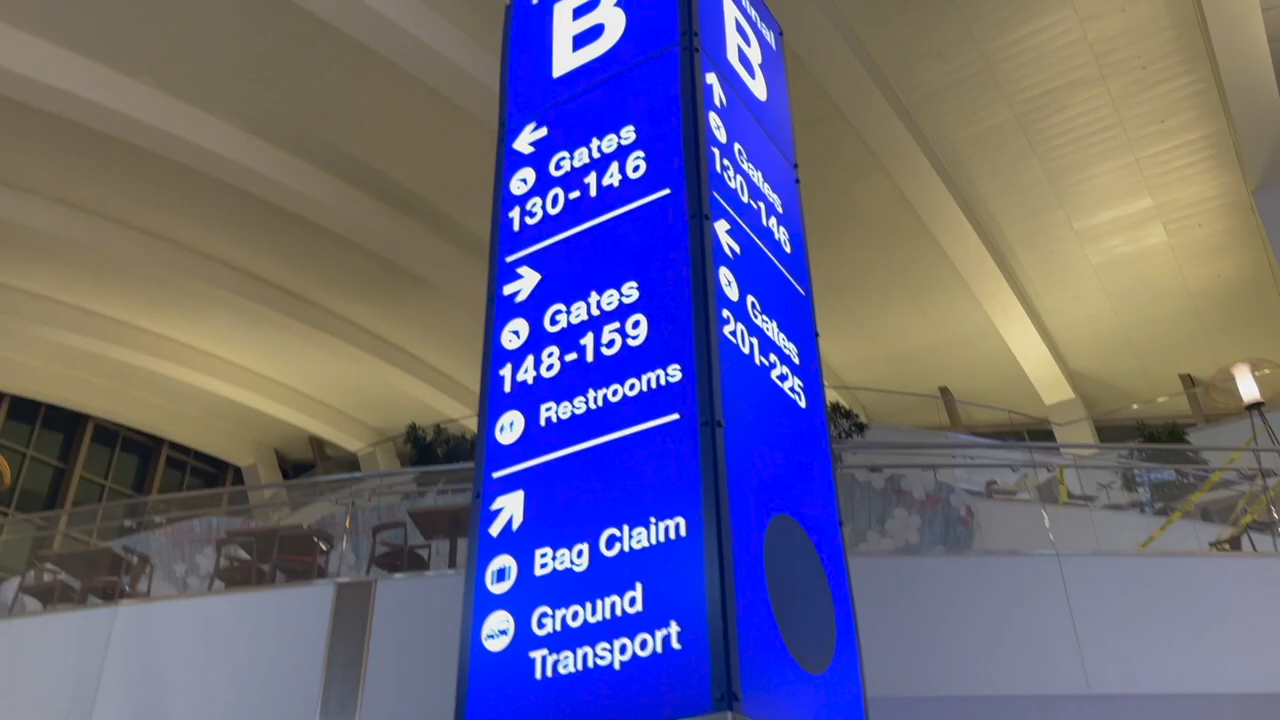 B
Gates
130-146
Gates
148-159
Restrooms
Bag Claim
Ground
Transport
B
Gates
130-146
Gates
201-225